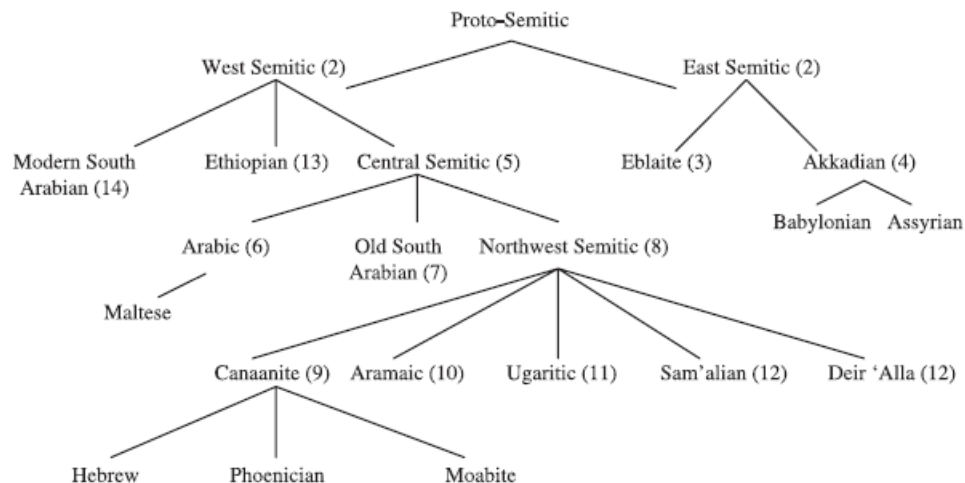 Proto-Semitic
West Semitic (2)
East Semitic (2)
Modern South
Arabian (14)
Ethiopian (13)
Central Semitic (5)
Eblaite (3)
Akkadian (4)
Babylonian
Assyrian
Arabic (6)
Old South
Arabian (7)
Northwest Semitic (8)
Maltese
Canaanite (9)
Aramaic (10)
Ugaritic (11)
Sam'alian (12)
Deir ‘Alla (12)
Hebrew
Phoenician
Moabite